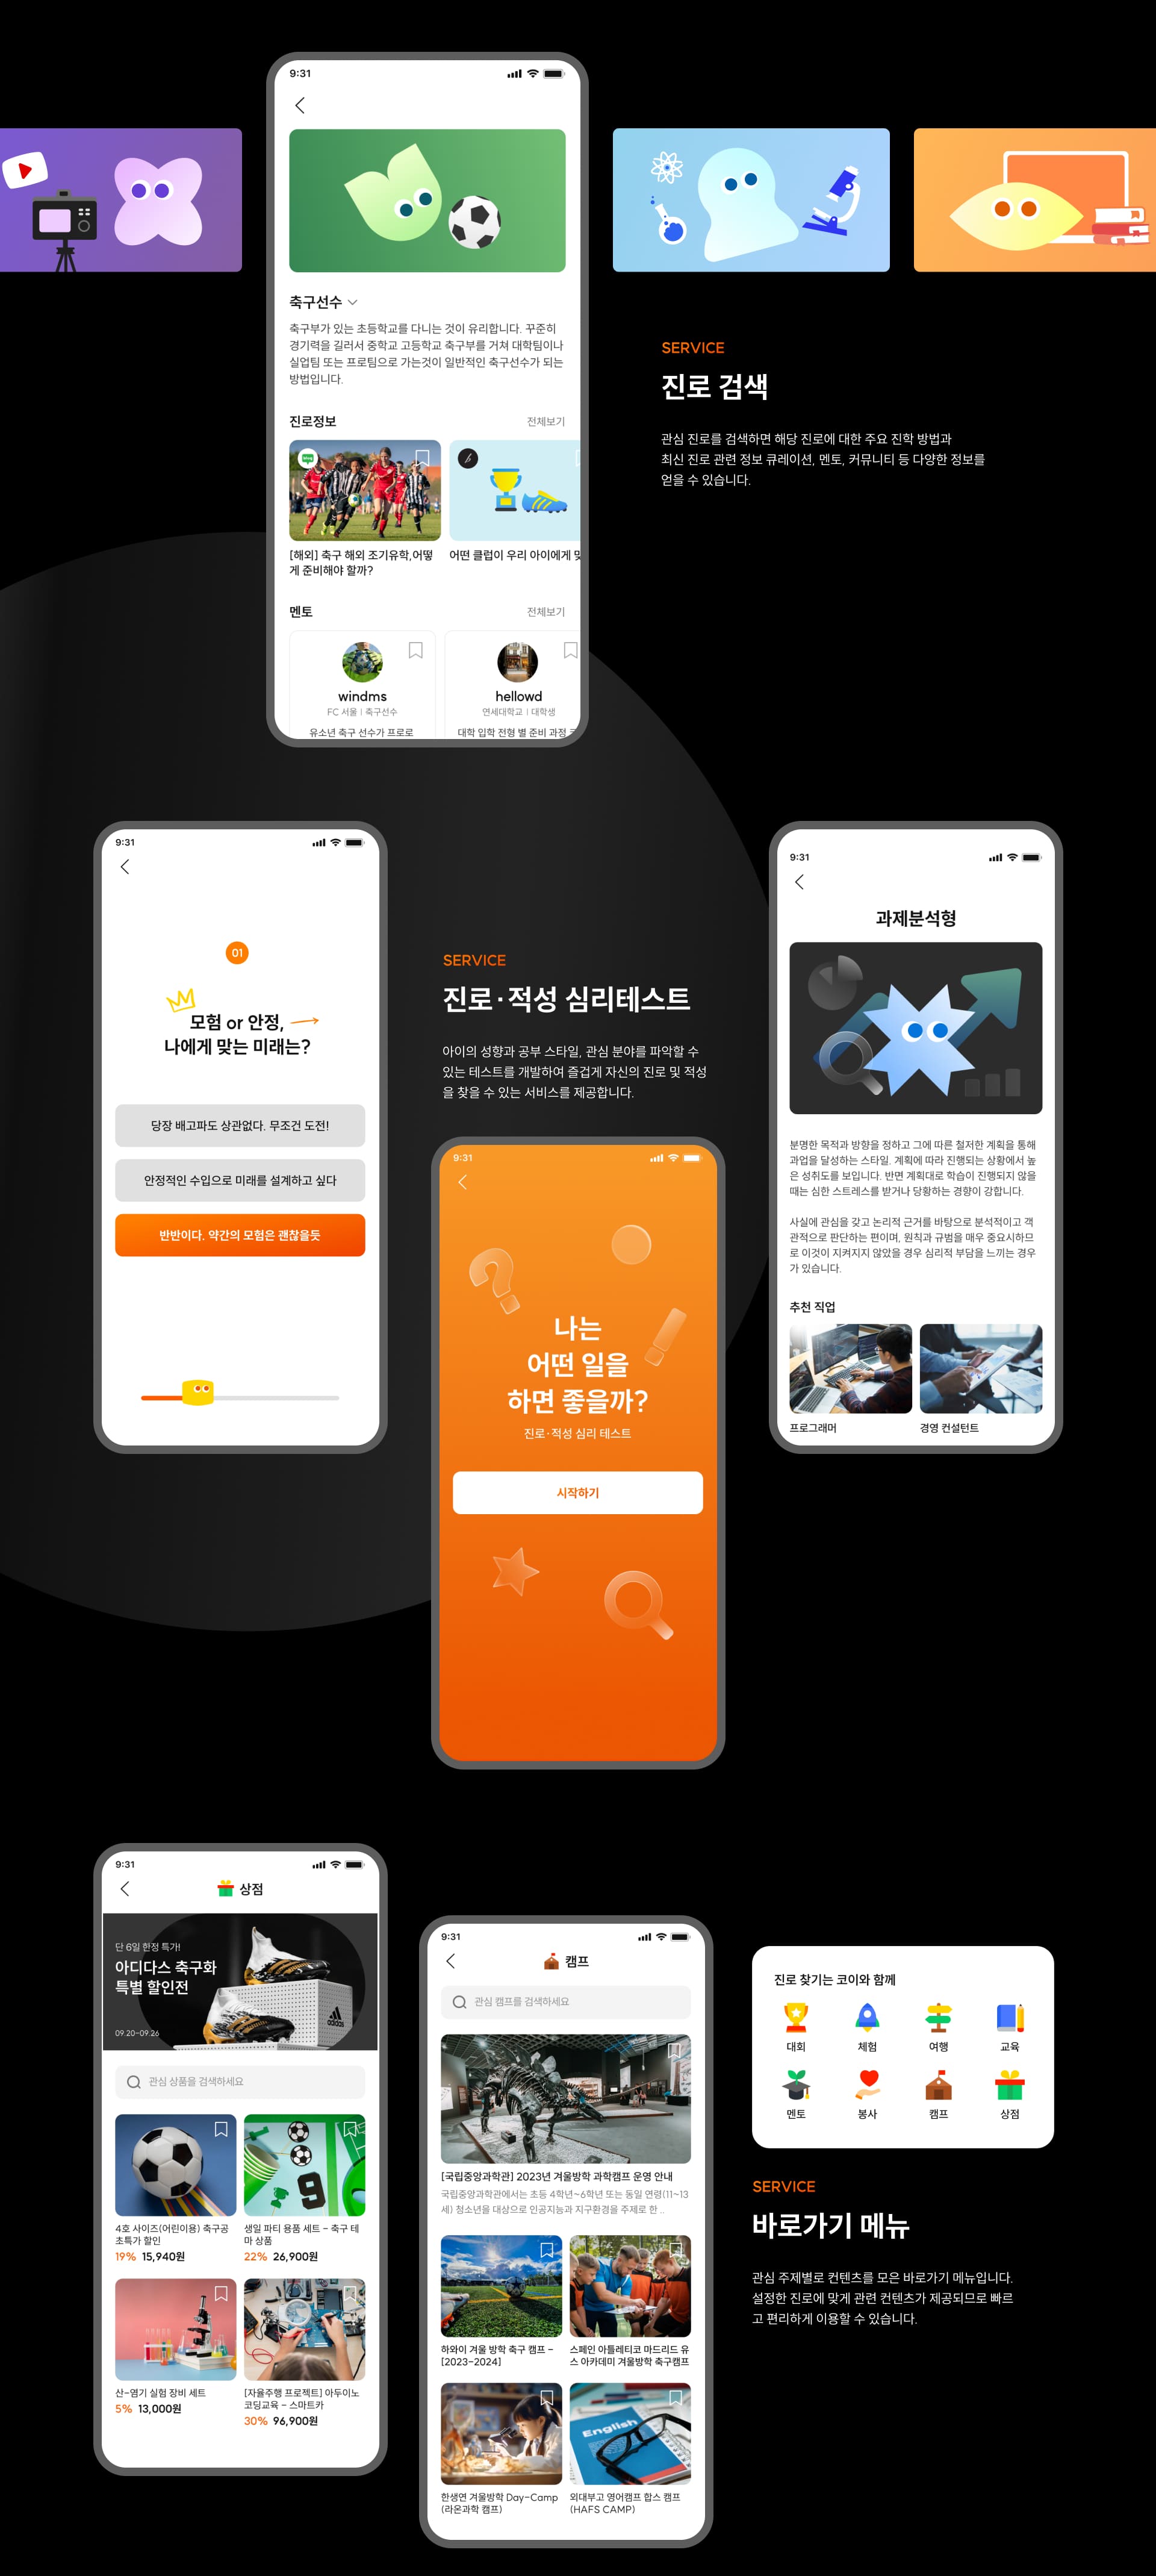 9:31
축구선수
축구부가 있는 초등학교를 다니는 것이 유리합니다. 꾸준히
경기력을 길러서 중학교 고등학교 축구부를 거쳐 대학팀이나
실업팀 또는 프로팀으로 가는것이 일반적인 축구선수가 되는
방법입니다.
진로정보
전체보기
[해외] 축구 해외 조기유학,어떻
게 준비해야 할까?
어떤 클럽이 우리 아이에게 맞
멘토
전체보기
windms
FC 서울 | 축구선수
유소년 축구 선수가 프로로
hellowd
연세대학교 | 대학생
대학 입학 전형 별 준비 과정
SERVICE
진로 검색
관심 진로를 검색하면 해당 진로에 대한 주요 진학 방법과
최신 진로 관련 정보 큐레이션, 멘토, 커뮤니티 등 다양한 정보를
얻을 수 있습니다.
9:31
01
모험 or 안정,
나에게 맞는 미래는?
당장 배고파도 상관없다. 무조건 도전!
안정적인 수입으로 미래를 설계하고 싶다
반반이다. 약간의 모험은 괜찮을듯
SERVICE
진로·적성 심리테스트
아이의 성향과 공부 스타일, 관심 분야를 파악할 수
있는 테스트를 개발하여 즐겁게 자신의 진로 및 적성
을 찾을 수 있는 서비스를 제공합니다.
9:31
나는
어떤 일을
하면 좋을까?
진로·적성 심리 테스트
시작하기
9:31
과제분석형
분명한 목적과 방향을 정하고 그에 따른 철저한 계획을 통해
과업을 달성하는 스타일. 계획에 따라 진행되는 상황에서 높
은 성취도를 보입니다. 반면 계획대로 학습이 진행되지 않을
때는 심한 스트레스를 받거나 당황하는 경향이 강합니다.
사실에 관심을 갖고 논리적 근거를 바탕으로 분석적이고 객
관적으로 판단하는 편이며, 원칙과 규범을 매우 중요시하므
로 이것이 지켜지지 않았을 경우 심리적 부담을 느끼는 경우
가 있습니다.
추천 직업
프로그래머
경영 컨설턴트
9:31
상점
단 6일 한정 특가!
아디다스 축구화
특별 할인전
09.20~09.26
adidas
관심 상품을 검색하세요
4호 사이즈(어린이용) 축구공
초특가 할인
19% 15,940원
생일 파티 용품 세트 - 축구 테
마 상품
22% 26,900원
산-염기 실험 장비 세트
5% 13,000원
[자율주행 프로젝트] 아두이노
코딩교육 - 스마트카
30% 96,900원
9:31
캠프
관심 캠프를 검색하세요
[국립중앙과학관] 2023년 겨울방학 과학캠프 운영 안내
국립중앙과학관에서는 초등 4학년~6학년 또는 동일 연령(11~13
세) 청소년을 대상으로 인공지능과 지구환경을 주제로 한 ..
하와이 겨울 방학 축구 캠프 -
[2023-2024]
스페인 아틀레티코 마드리드 유
스 아카데미 겨울방학 축구캠프
English
한생연 겨울방학 Day-Camp
(라온과학 캠프)
외대부고 영어캠프 합스 캠프
(HAFS CAMP)
진로 찾기는 코이와 함께
대회
체험
여행
교육
멘토
봉사
캠프
상점
SERVICE
바로가기 메뉴
관심 주제별로 컨텐츠를 모은 바로가기 메뉴입니다.
설정한 진로에 맞게 관련 컨텐츠가 제공되므로 빠르
고 편리하게 이용할 수 있습니다.